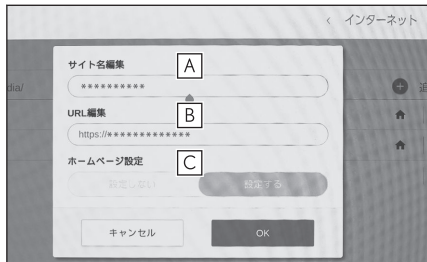 < インターネット
サイト名編集
A
**********
dia/
追
URL編集
B
https://*************
ホームページ設定
C
設定しない
設定する
キャンセル
OK